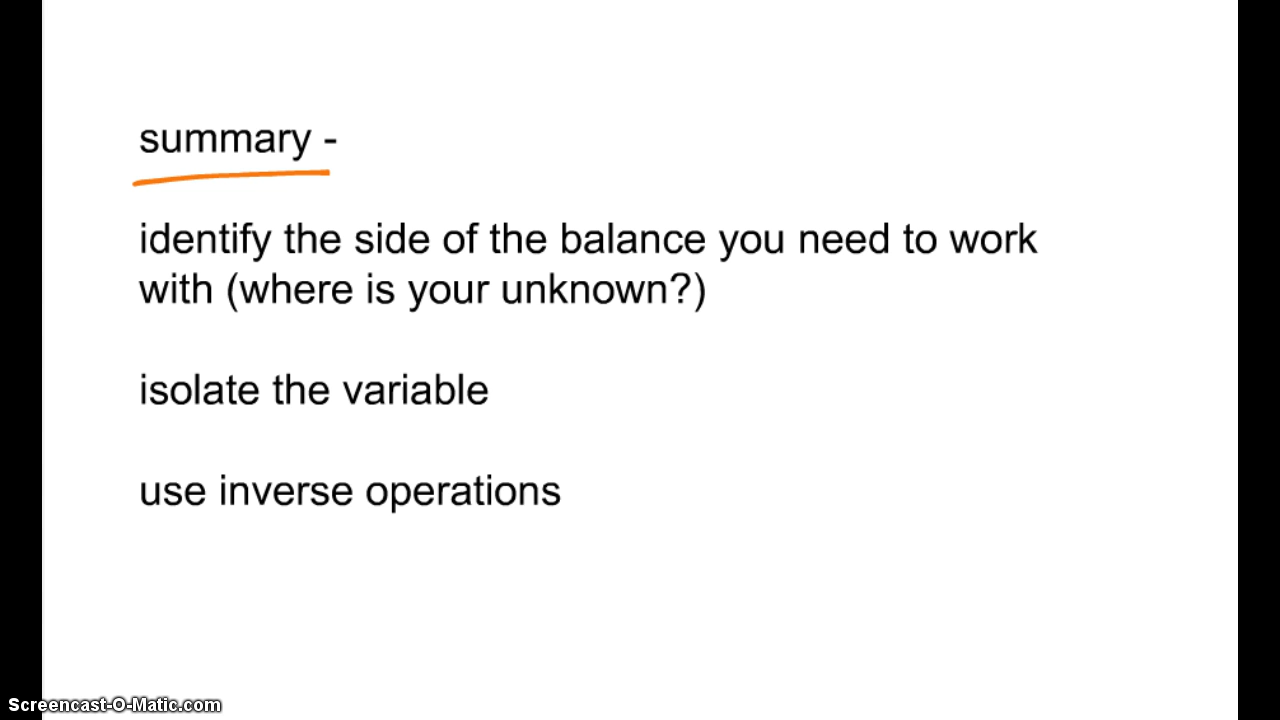 summary -
identify the side of the balance you need to work
with (where is your unknown?)
isolate the variable
use inverse operations
Screencast-O-Matic.com